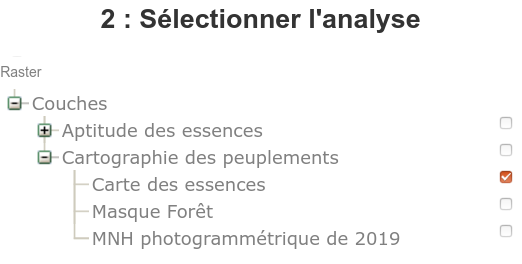 2 : Sélectionner l'analyse
Raster
Couches
Aptitude des essences
Cartographie des peuplements
Carte des essences
Masque Forêt
MNH photogrammétrique de 2019